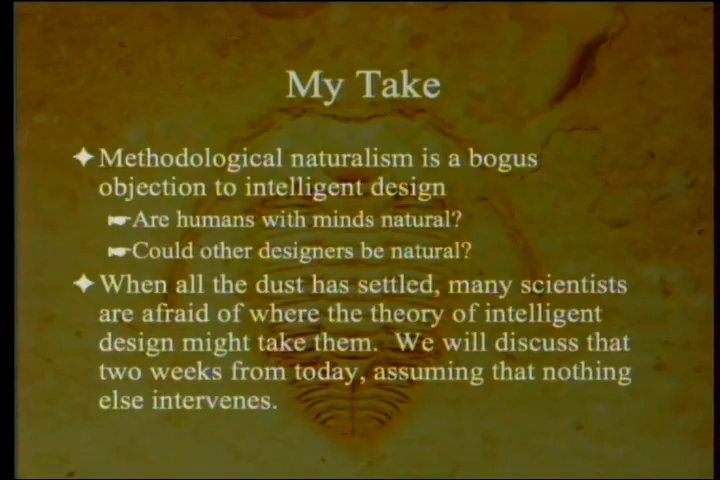 My Take
Methodological naturalism is a bogus
objection to intelligent design
Are humans with minds natural?
Could other designers be natural?
When all the dust has settled, many scientists
are afraid of where the theory of intelligent
design might take them. We will discuss that
two weeks from today, assuming that nothing
else intervenes.